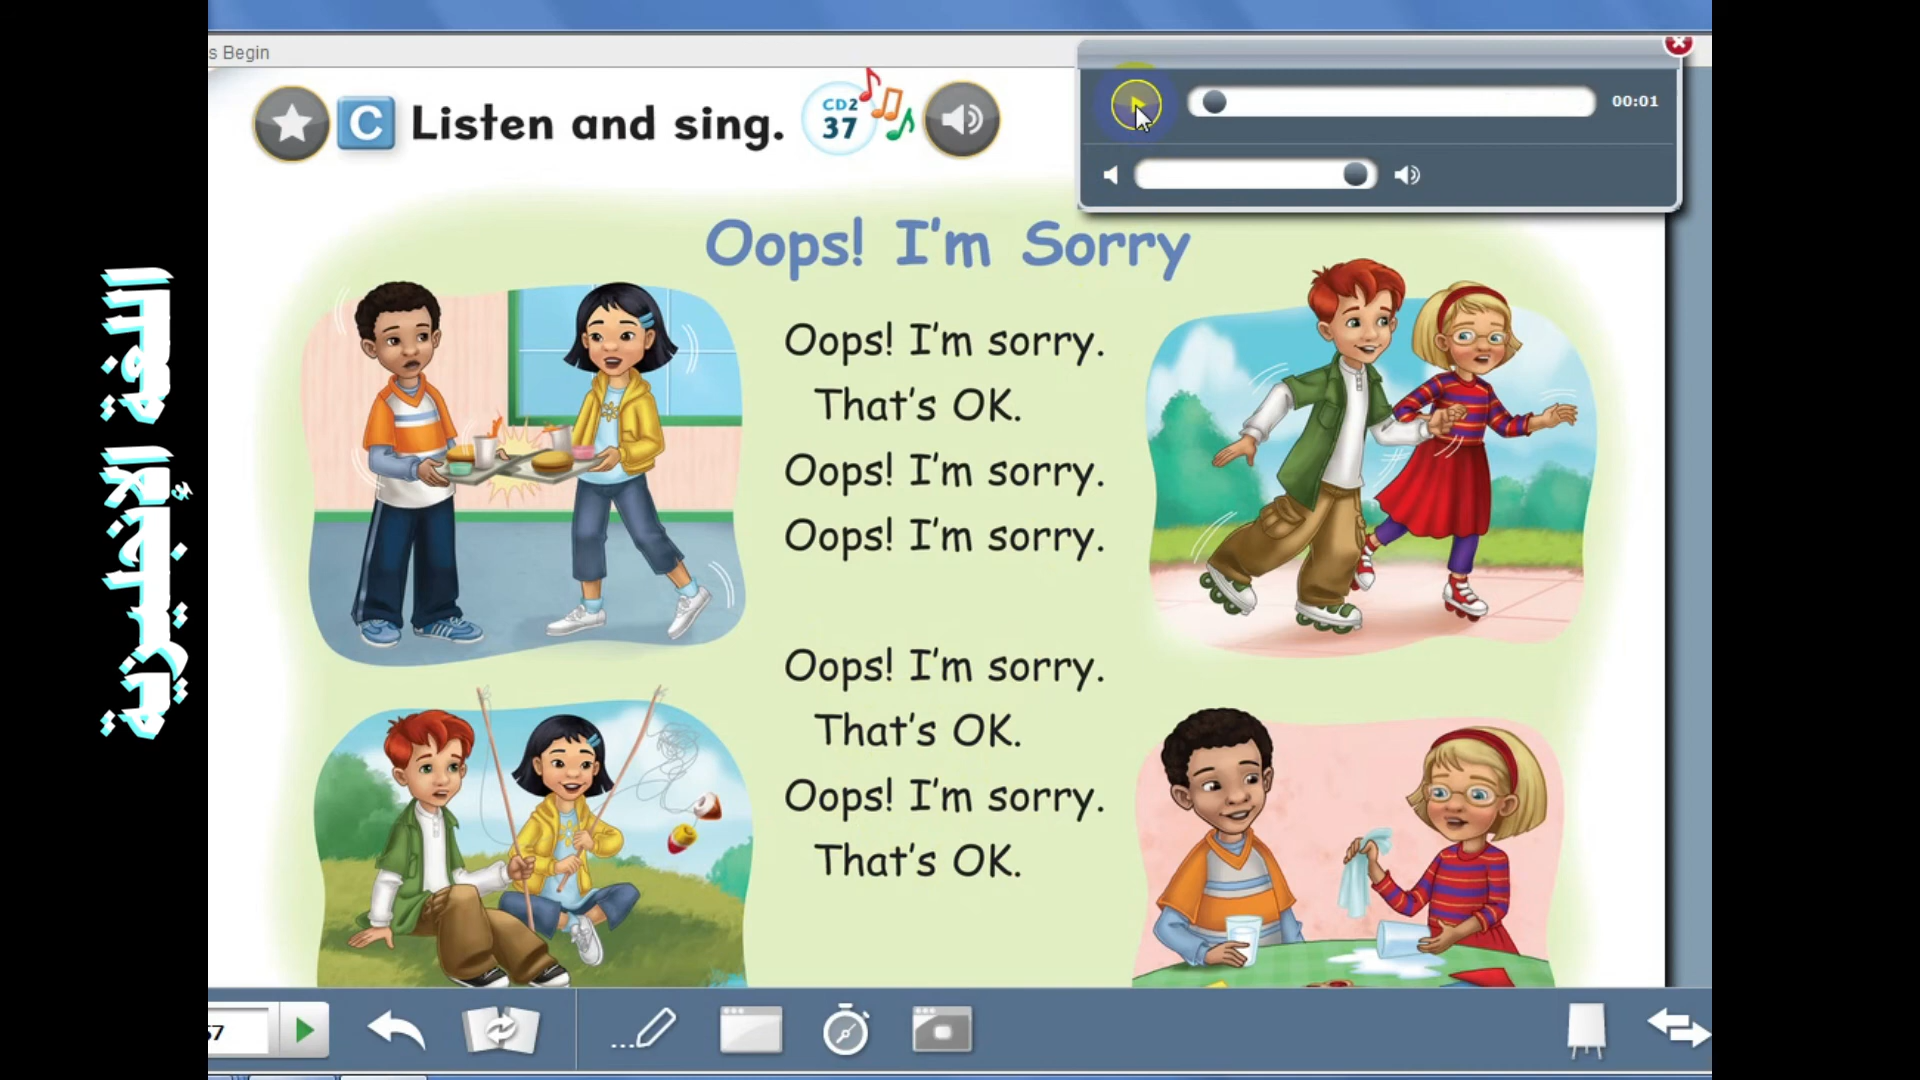 s Begin
C Listen and sing. CD2 37
00:01
Oops! I'm Sorry
Oops! I'm sorry.
That's OK.
Oops! I'm sorry.
Oops! I'm sorry.
Oops! I'm sorry.
That's OK.
Oops! I'm sorry.
That's OK.
اللغة الإنجليزية